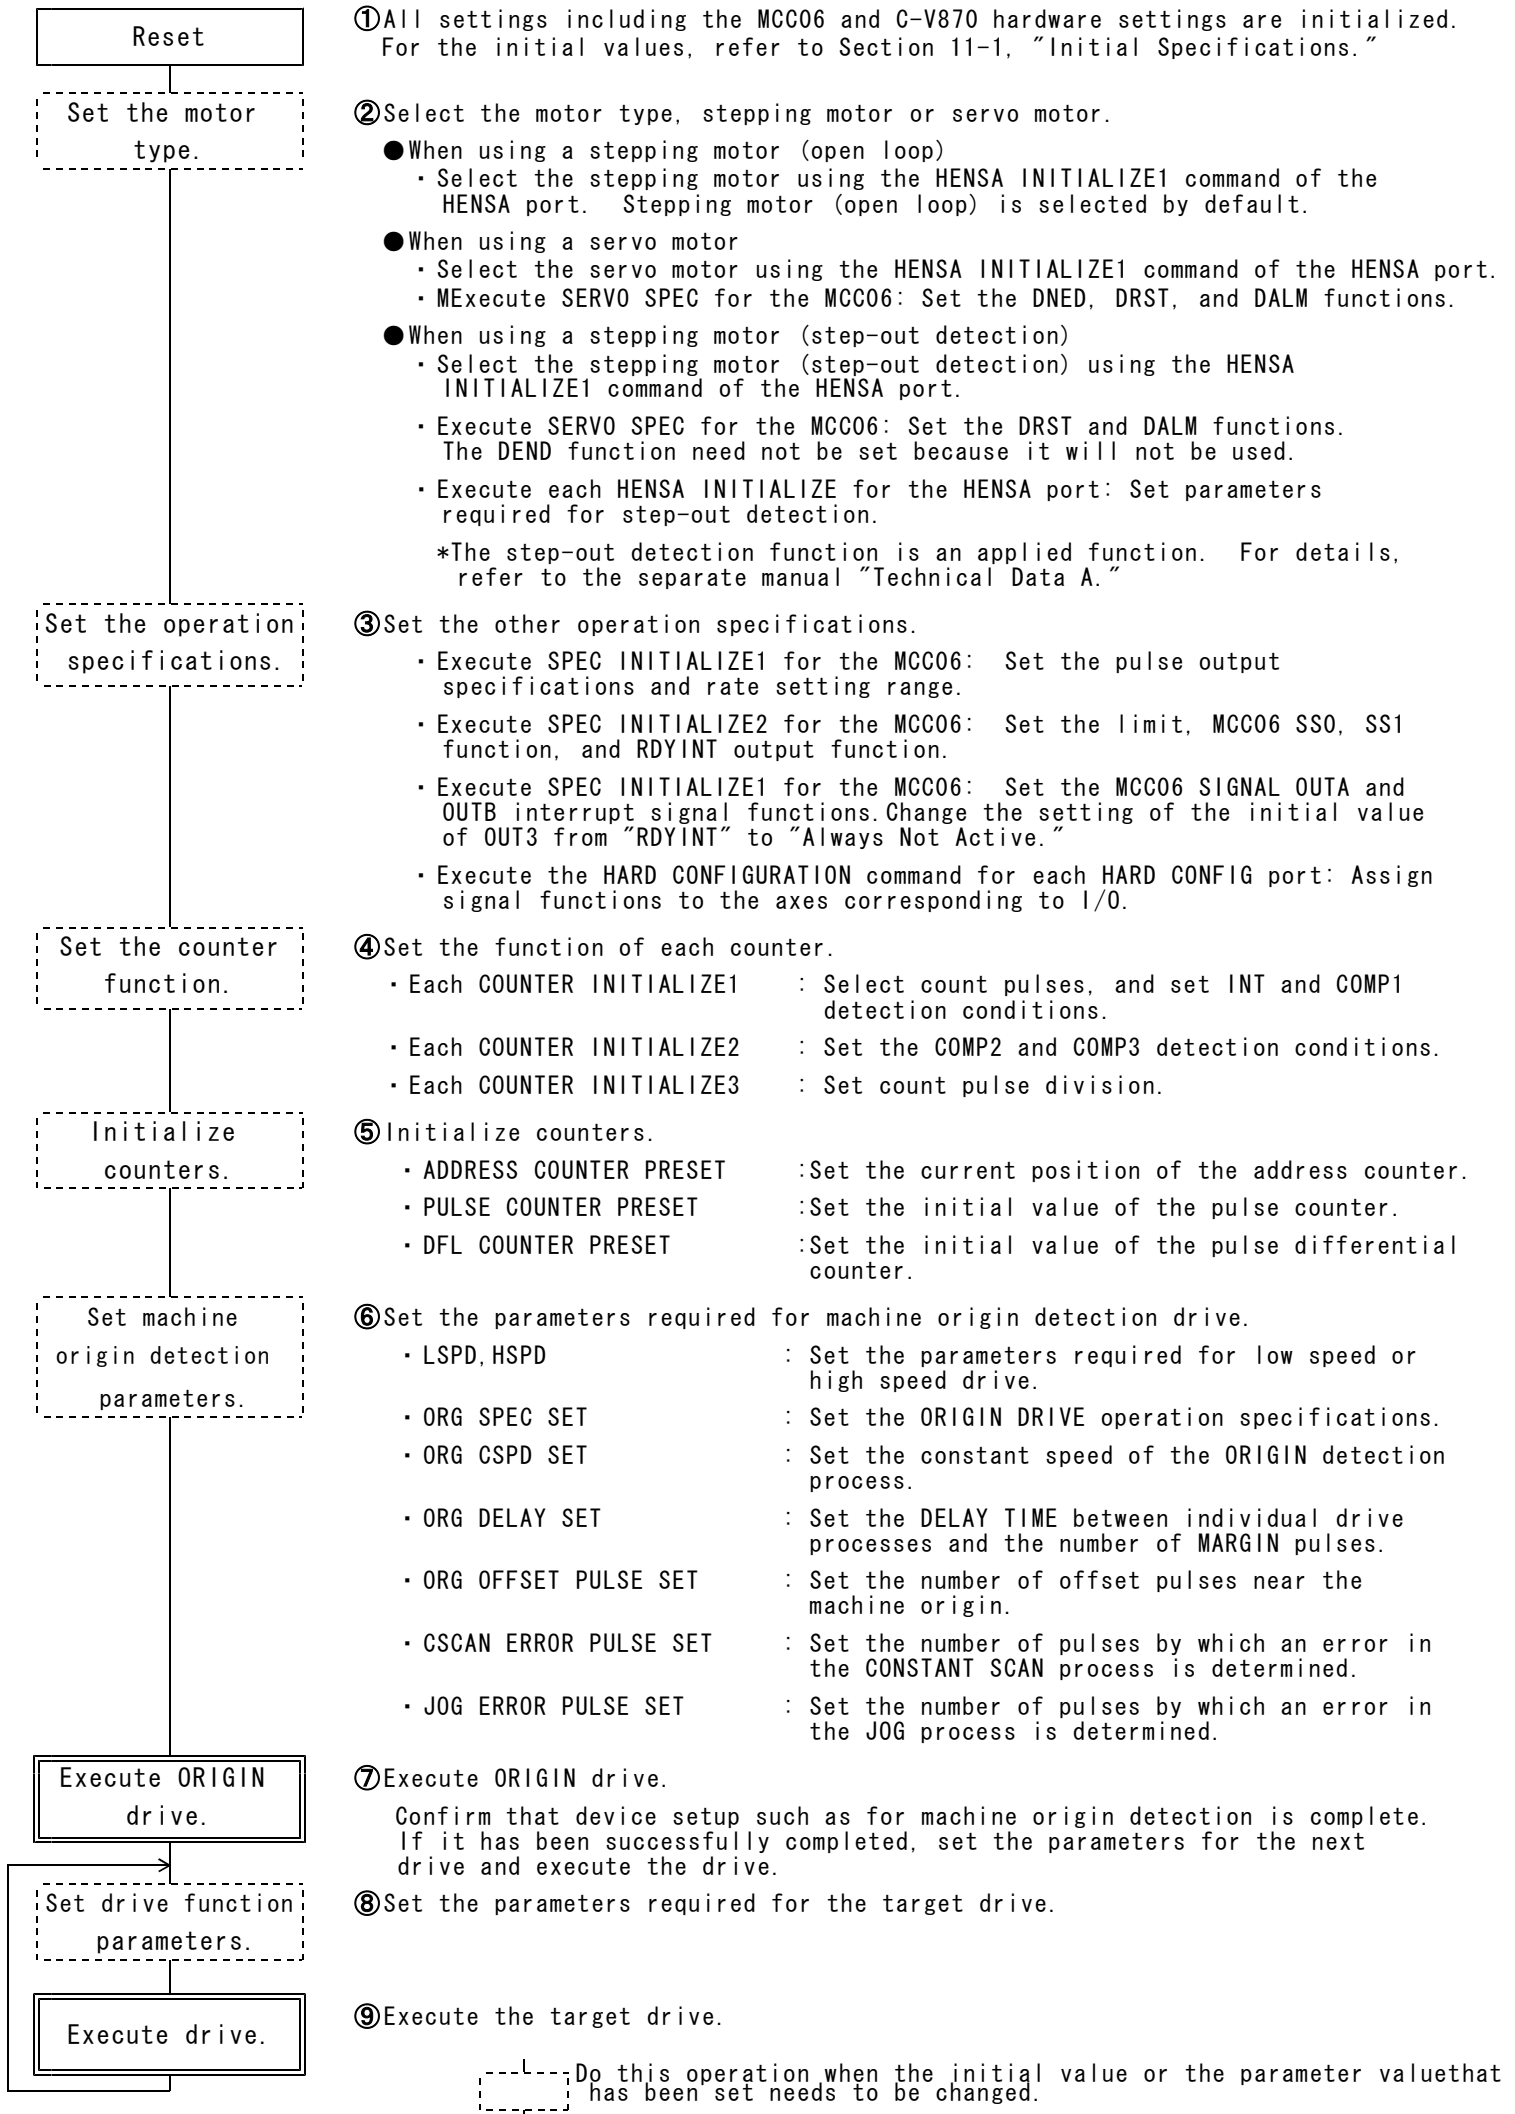 Reset
①All settings including the MCC06 and C-V870 hardware settings are initialized.
For the initial values, refer to Section 11-1, "Initial Specifications."
Set the motor
type.
②Select the motor type, stepping motor or servo motor.
●When using a stepping motor (open loop)
・Select the stepping motor using the HENSA INITIALIZE1 command of the
HENSA port.  Stepping motor (open loop) is selected by default.
●When using a servo motor
・Select the servo motor using the HENSA INITIALIZE1 command of the HENSA port.
・MExecute SERVO SPEC for the MCC06: Set the DNED, DRST, and DALM functions.
●When using a stepping motor (step-out detection)
・Select the stepping motor (step-out detection) using the HENSA
INITIALIZE1 command of the HENSA port.
・Execute SERVO SPEC for the MCC06: Set the DRST and DALM functions.
The DEND function need not be set because it will not be used.
・Execute each HENSA INITIALIZE for the HENSA port: Set parameters
required for step-out detection.
*The step-out detection function is an applied function.  For details,
refer to the separate manual "Technical Data A."
Set the operation
specifications.
③Set the other operation specifications.
・Execute SPEC INITIALIZE1 for the MCC06:  Set the pulse output
specifications and rate setting range.
・Execute SPEC INITIALIZE2 for the MCC06:  Set the limit, MCC06 SS0, SS1
function, and RDYINT output function.
・Execute SPEC INITIALIZE1 for the MCC06:  Set the MCC06 SIGNAL OUTA and
OUTB interrupt signal functions.Change the setting of the initial value
of OUT3 from "RDYINT" to "Always Not Active."
・Execute the HARD CONFIGURATION command for each HARD CONFIG port: Assign
signal functions to the axes corresponding to I/O.
Set the counter
function.
④Set the function of each counter.
・Each COUNTER INITIALIZE1 : Select count pulses, and set INT and COMP1
detection conditions.
・Each COUNTER INITIALIZE2 : Set the COMP2 and COMP3 detection conditions.
・Each COUNTER INITIALIZE3 : Set count pulse division.
Initialize
counters.
⑤Initialize counters.
・ADDRESS COUNTER PRESET :Set the current position of the address counter.
・PULSE COUNTER PRESET :Set the initial value of the pulse counter.
・DFL COUNTER PRESET :Set the initial value of the pulse differential
counter.
Set machine
origin detection
parameters.
⑥Set the parameters required for machine origin detection drive.
・LSPD,HSPD : Set the parameters required for low speed or
high speed drive.
・ORG SPEC SET : Set the ORIGIN DRIVE operation specifications.
・ORG CSPD SET : Set the constant speed of the ORIGIN detection
process.
・ORG DELAY SET : Set the DELAY TIME between individual drive
processes and the number of MARGIN pulses.
・ORG OFFSET PULSE SET : Set the number of offset pulses near the
machine origin.
・CSCAN ERROR PULSE SET : Set the number of pulses by which an error in
the CONSTANT SCAN process is determined.
・JOG ERROR PULSE SET : Set the number of pulses by which an error in
the JOG process is determined.
Execute ORIGIN
drive.
⑦Execute ORIGIN drive.
Confirm that device setup such as for machine origin detection is complete.
If it has been successfully completed, set the parameters for the next
drive and execute the drive.
Set drive function
parameters.
⑧Set the parameters required for the target drive.
Execute drive.
⑨Execute the target drive.
Do this operation when the initial value or the parameter valuethat
has been set needs to be changed.